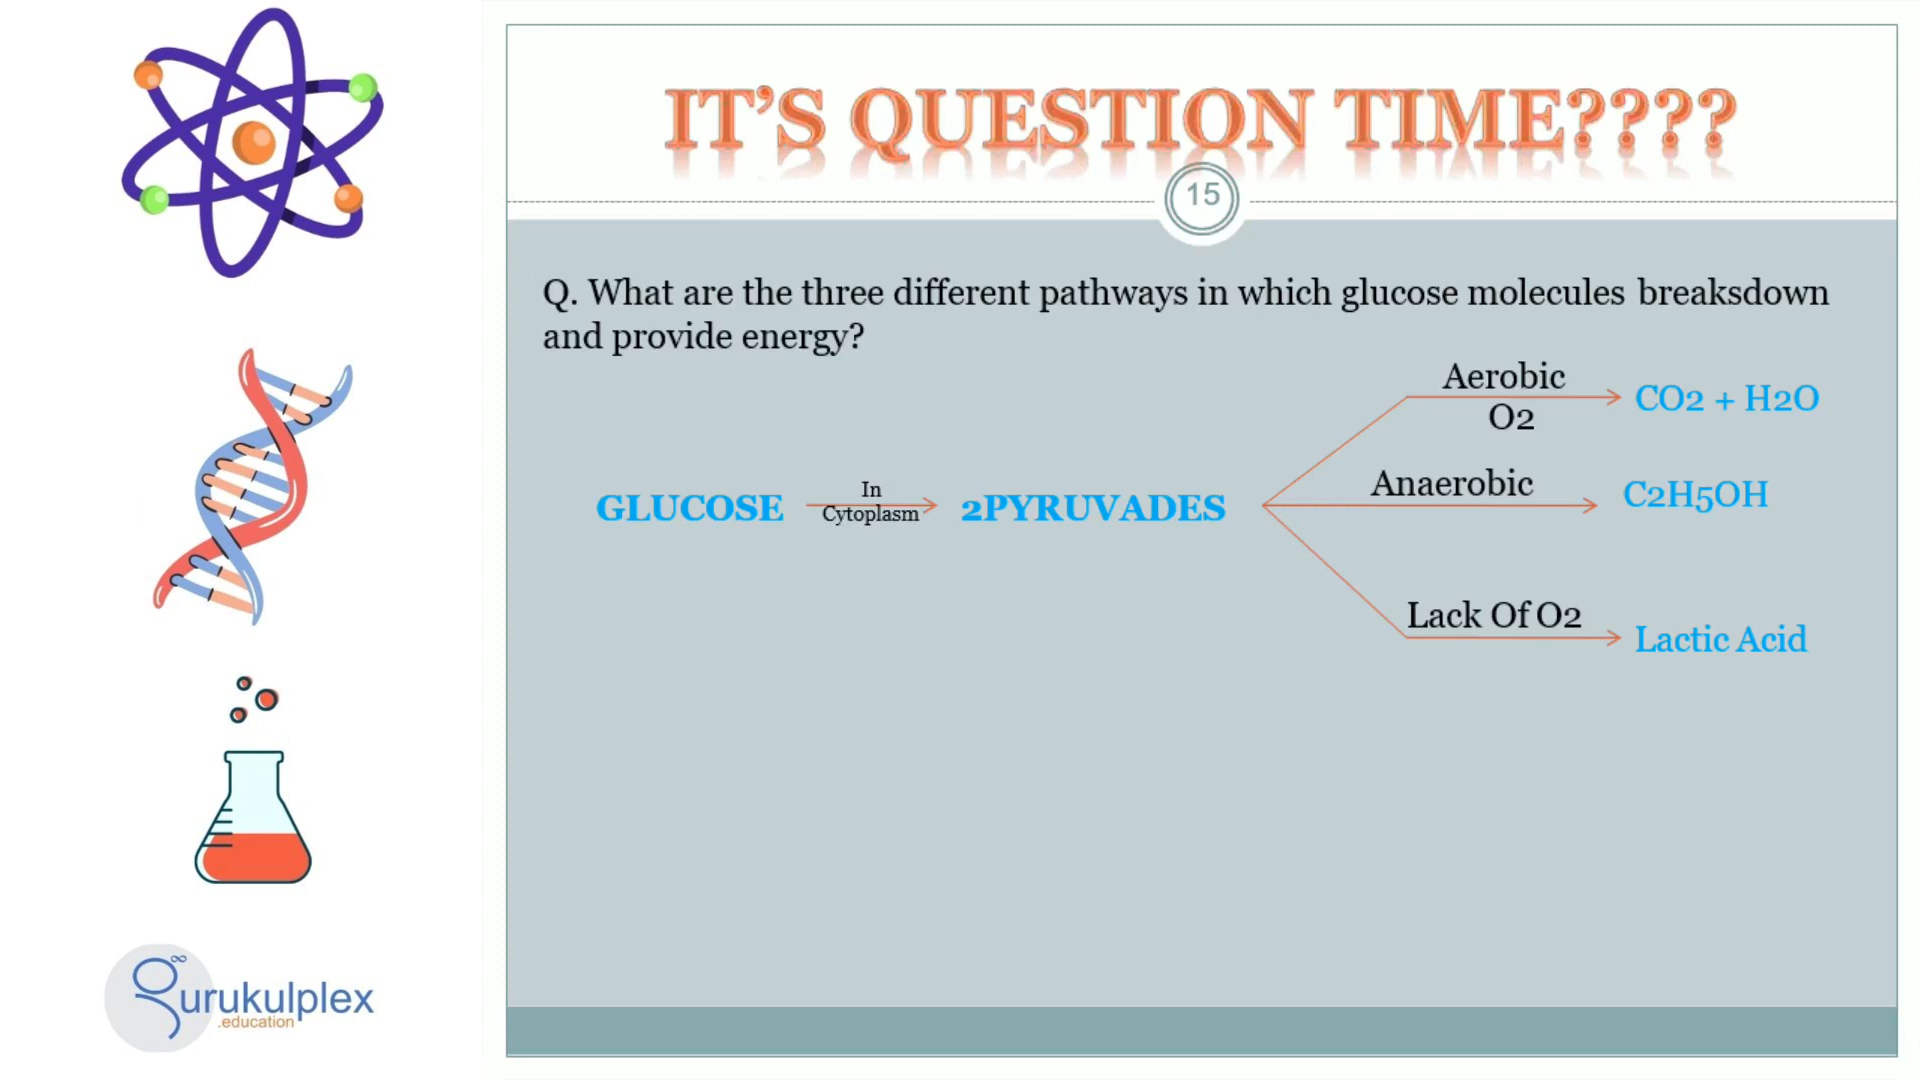 IT’S QUESTION TIME????
15
Q. What are the three different pathways in which glucose molecules breaksdown
and provide energy?
Aerobic
O2
CO2 + H2O
GLUCOSE
In
Cytoplasm
2PYRUVADES
Anaerobic
C2H5OH
Lack Of O2
Lactic Acid
gurukulplex
.education